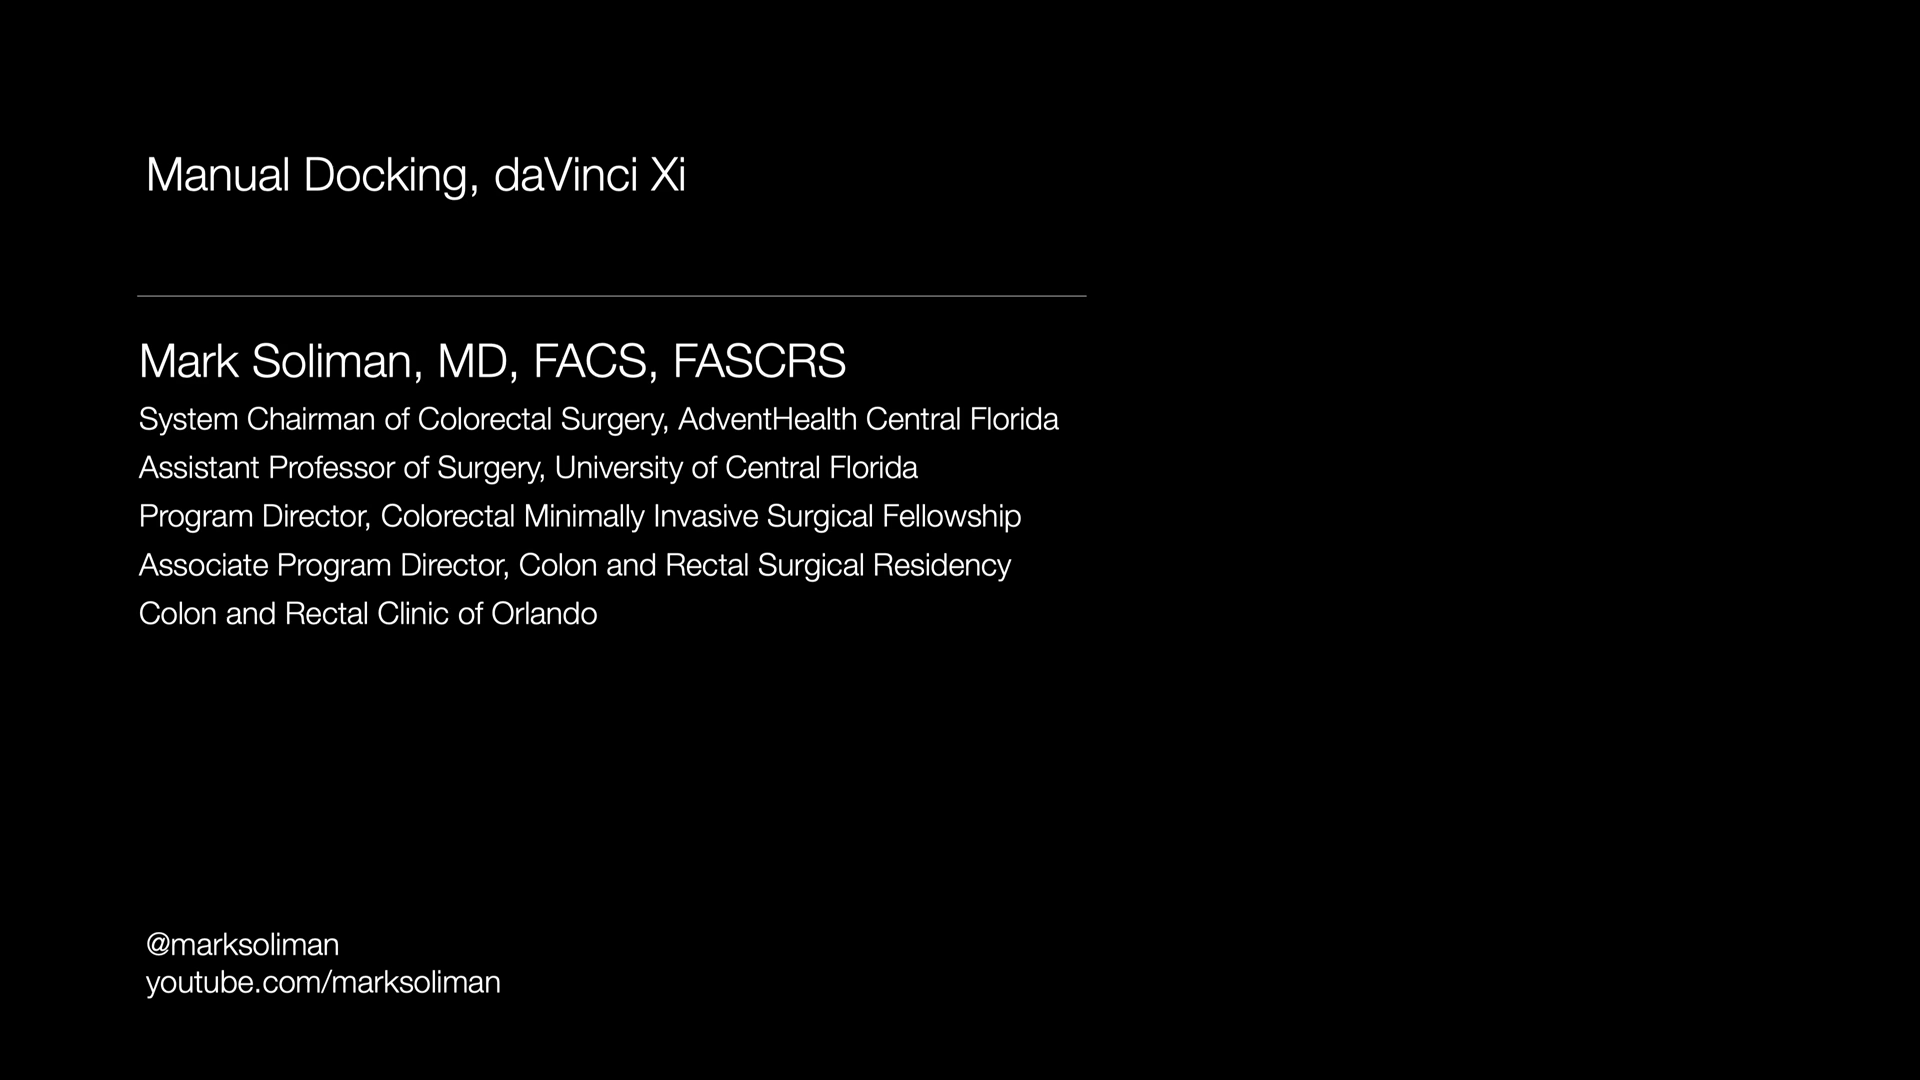 Manual Docking, daVinci Xi
Mark Soliman, MD, FACS, FASCRS
System Chairman of Colorectal Surgery, AdventHealth Central Florida
Assistant Professor of Surgery, University of Central Florida
Program Director, Colorectal Minimally Invasive Surgical Fellowship
Associate Program Director, Colon and Rectal Surgical Residency
Colon and Rectal Clinic of Orlando
@marksoliman
youtube.com/marksoliman